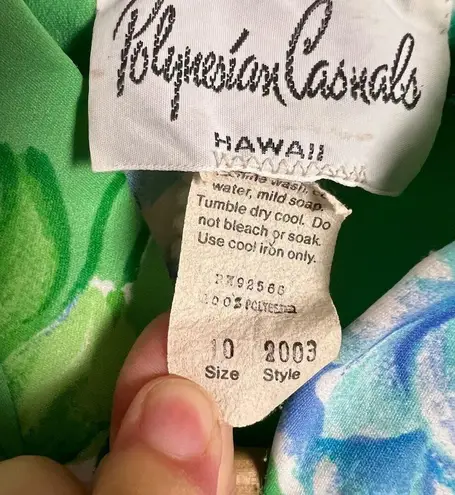 Polynesian Casuals
HAWAII
wash.
water, mild soap.
Tumble dry cool. Do
not bleach or soak.
Use cool iron only.
100% POLYESTER
10 2003
Size Style